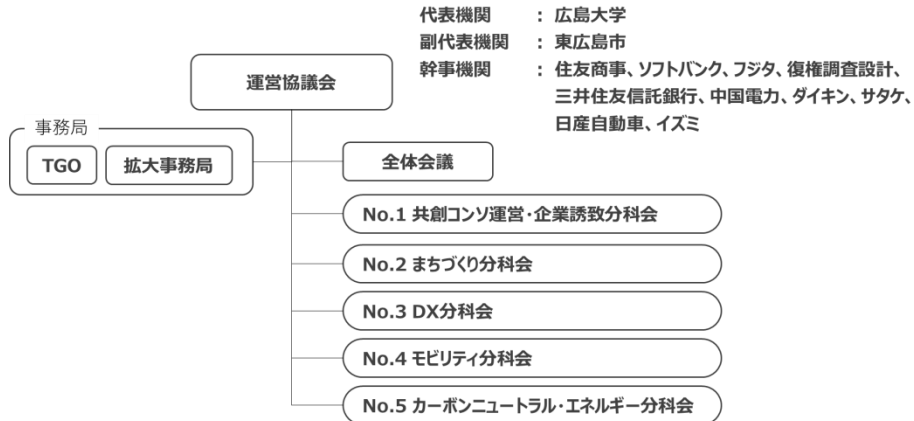 代表機関 : 広島大学
副代表機関 : 東広島市
幹事機関 : 住友商事、ソフトバンク、フジタ、復権調査設計、
三井住友信託銀行、中国電力、ダイキン、サタケ、
日産自動車、イズミ
運営協議会
事務局
TGO 拡大事務局
全体会議
No.1 共創コンソ運営・企業誘致分科会
No.2 まちづくり分科会
No.3 DX分科会
No.4 モビリティ分科会
No.5 カーボンニュートラル・エネルギー分科会